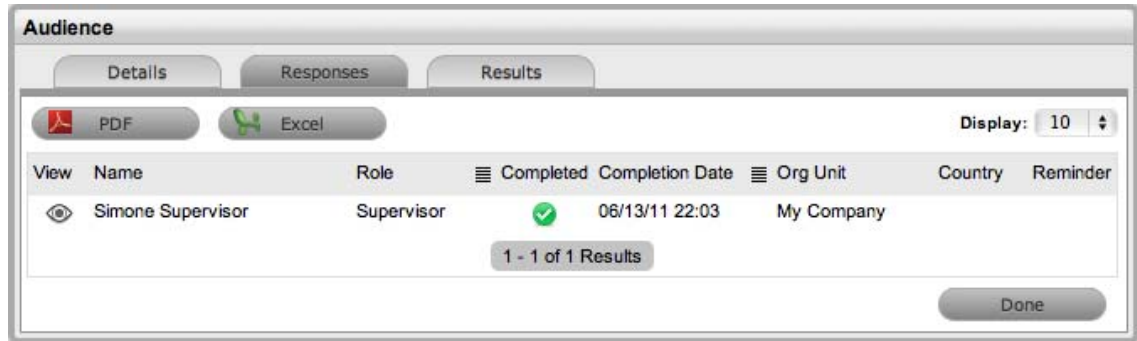 Audience
Details Responses Results
PDF Excel Display: 10
View Name Role Completed Completion Date Org Unit Country Reminder
Simone Supervisor Supervisor 06/13/11 22:03 My Company
1 - 1 of 1 Results
Done